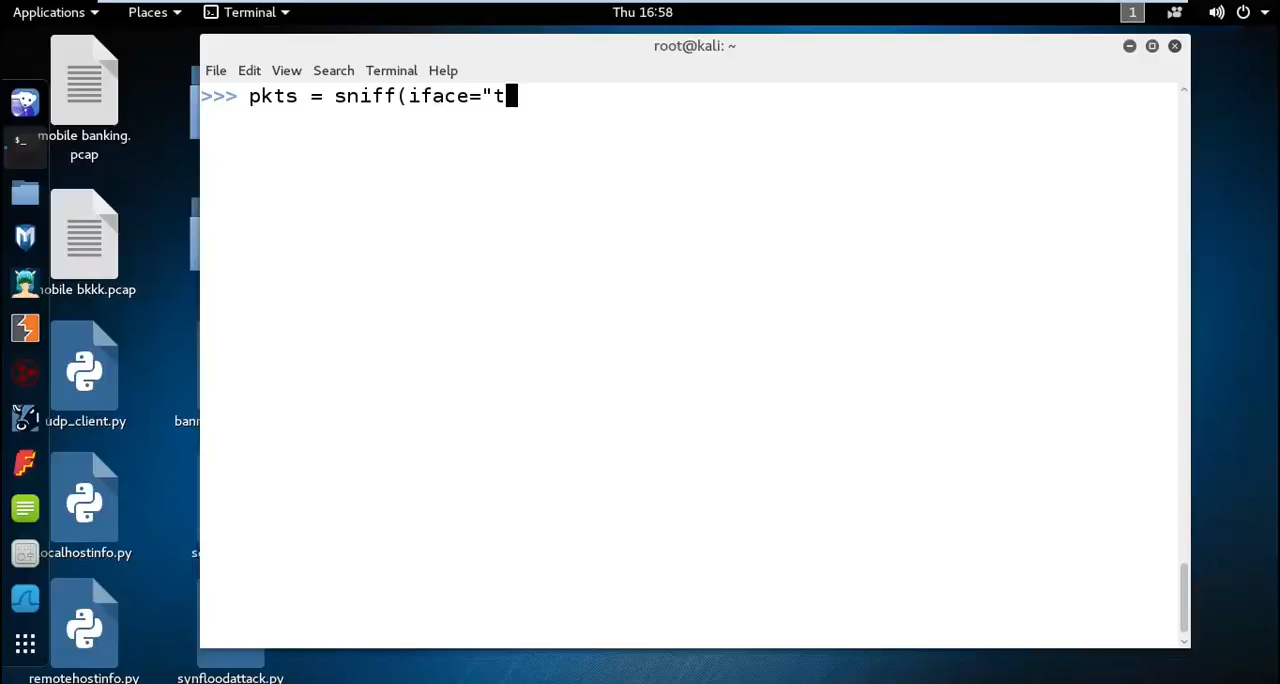 Applications Places Terminal Thu 16:58 1
root@kali: ~
File Edit View Search Terminal Help
>>> pkts = sniff(iface="t
mobile banking.
pcap
obile bkkk.pcap
udp_client.py
bann
ocalhostinfo.py
remotehostinfo.py
synfloodattack.py